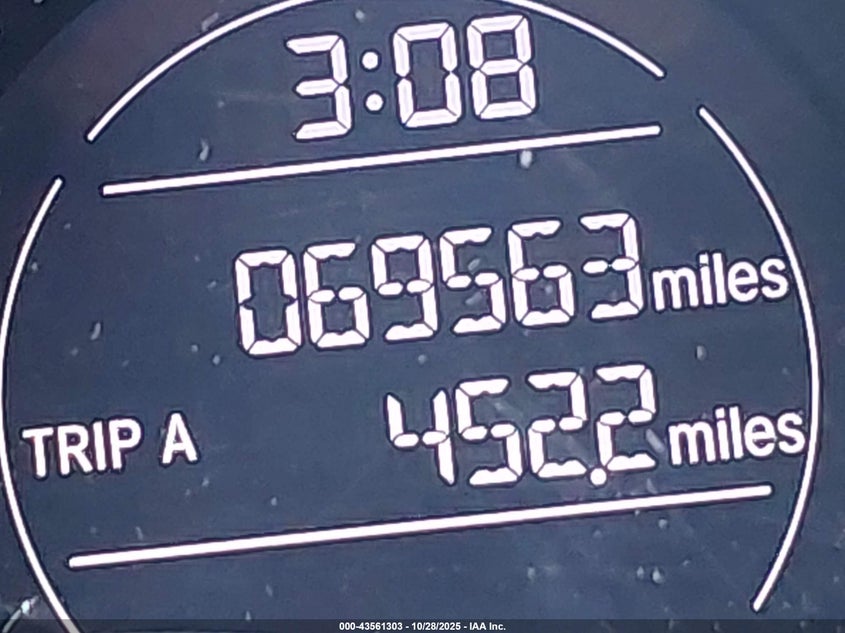 3:08
069563 miles
TRIP A 452.2 miles
000-43561303 - 10/28/2025 - IAA Inc.